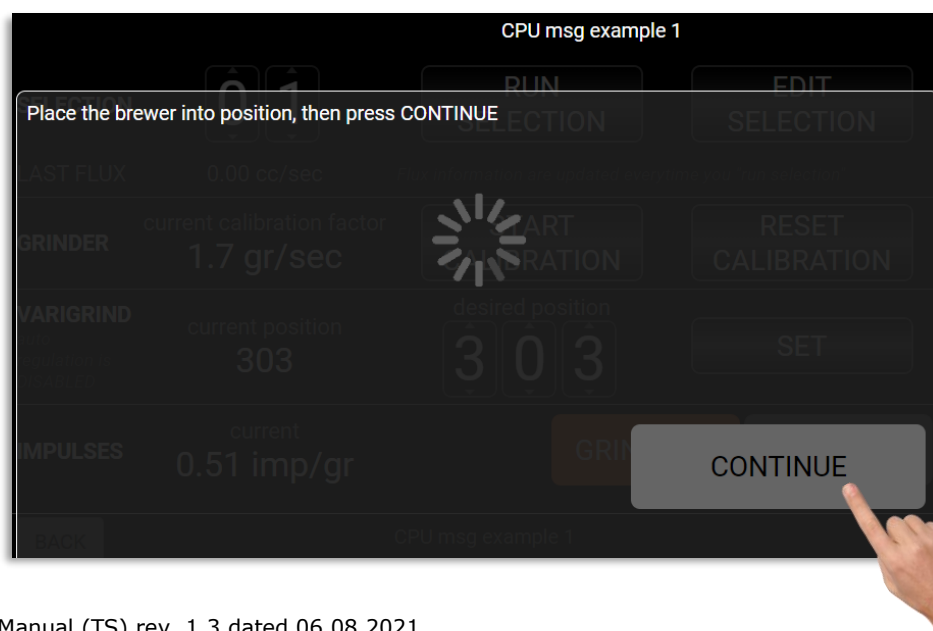 CPU msg example 1
SELECTION 0 1 RUN SELECTION EDIT SELECTION
Place the brewer into position, then press CONTINUE
LAST FLUX 0.00 cc/sec
GRINDER current calibration factor 1.7 gr/sec START CALIBRATION RESET CALIBRATION
VARIGRIND current position 303 desired position 3 0 3 SET
IMPULSES current 0.51 imp/gr
CONTINUE
BACK CPU msg example 1
Manual (TS) rev. 1.3 dated 06.08.2021